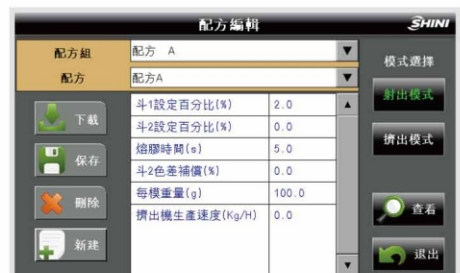 配方編輯
SHINI
配方組
配方 A
配方
配方A
模式選擇
射出模式
擠出模式
查看
退出
下載
保存
刪除
新建
斗1設定百分比(%) 2.0
斗2設定百分比(%) 0.0
熔膠時間(s) 5.0
斗2色差補償(%) 0.0
每模重量(g) 100.0
擠出機生產速度(Kg/H) 0.0